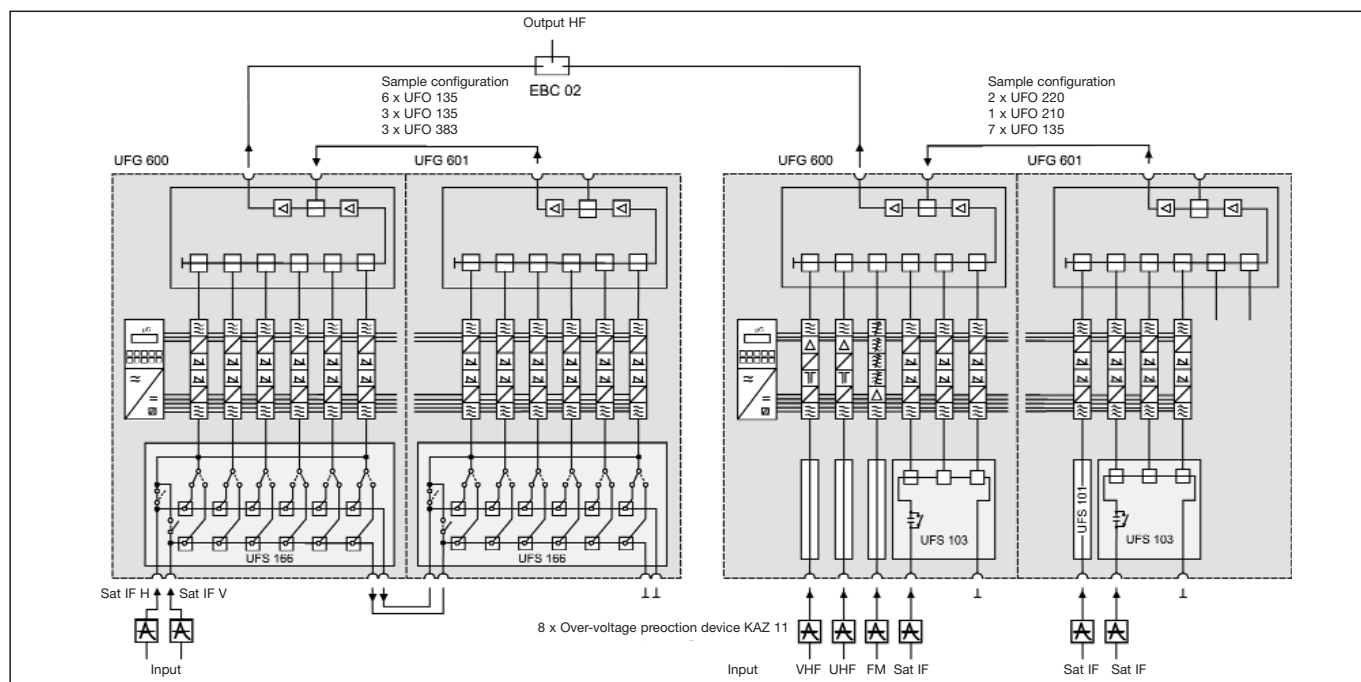 Output HF
EBC 02
Sample configuration
6 x UFO 135
3 x UFO 135
3 x UFO 383
Sample configuration
2 x UFO 220
1 x UFO 210
7 x UFO 135
UFG 600
UFG 601
UFG 600
UFG 601
µC
µC
UFS 166
UFS 166
UFS 103
UFS 101
UFS 103
Sat IF H
Sat IF V
Input
8 x Over-voltage preoction device KAZ 11
Input
VHF
UHF
FM
Sat IF
Sat IF
Sat IF